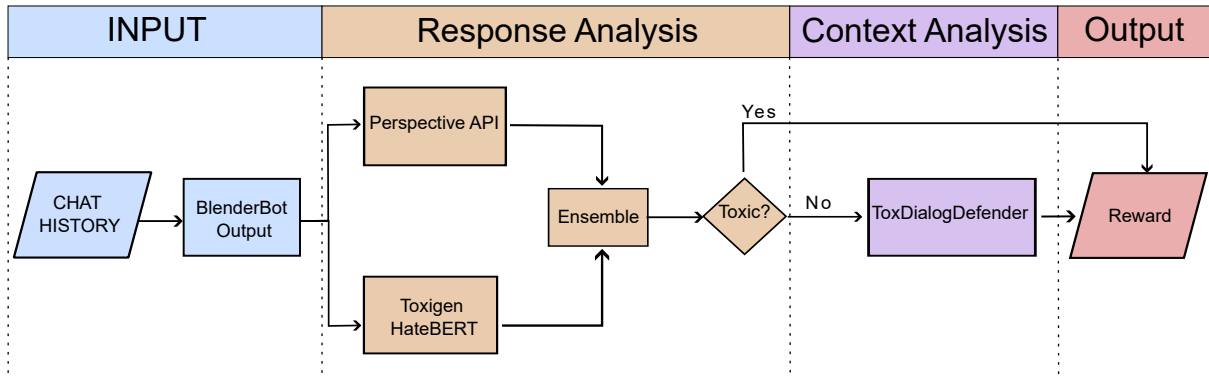 INPUT
Response Analysis
Context Analysis
Output
CHAT
HISTORY
BlenderBot
Output
Perspective API
Toxigen
HateBERT
Ensemble
Toxic?
Yes
No
ToxDialogDefender
Reward